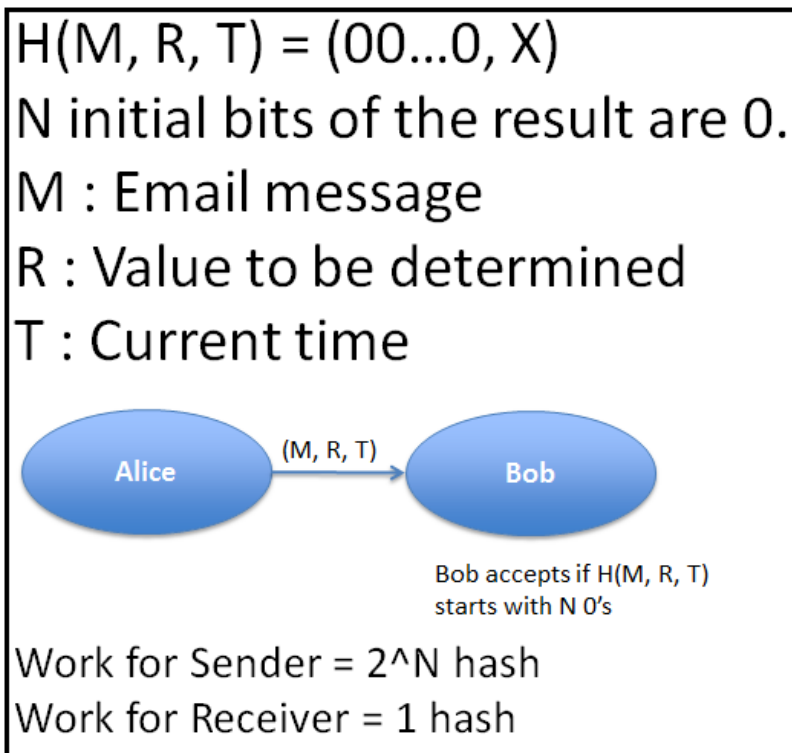 H(M, R, T) = (00...0, X)
N initial bits of the result are 0.
M : Email message
R : Value to be determined
T : Current time
Alice
(M, R, T)
Bob
Bob accepts if H(M, R, T)
starts with N 0's
Work for Sender = 2^N hash
Work for Receiver = 1 hash